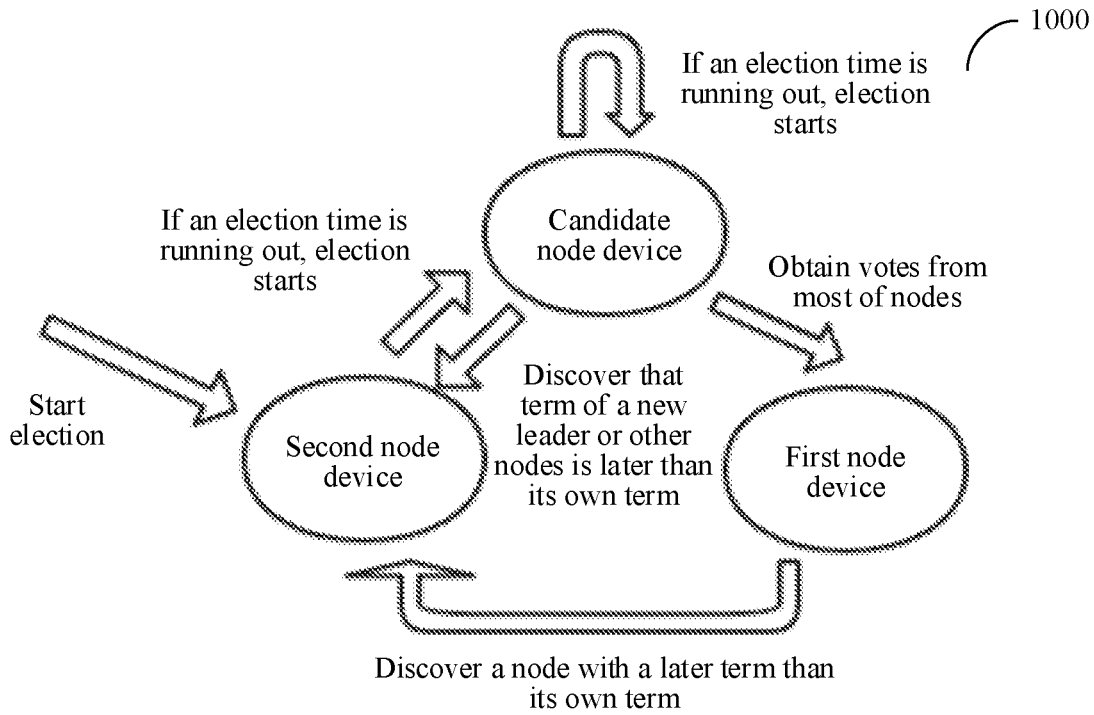 1000
If an election time is
running out, election
starts
Candidate
node device
If an election time is
running out, election
starts
Obtain votes from
most of nodes
Start
election
Second node
device
Discover that
term of a new
leader or other
nodes is later than
its own term
First node
device
Discover a node with a later term than
its own term